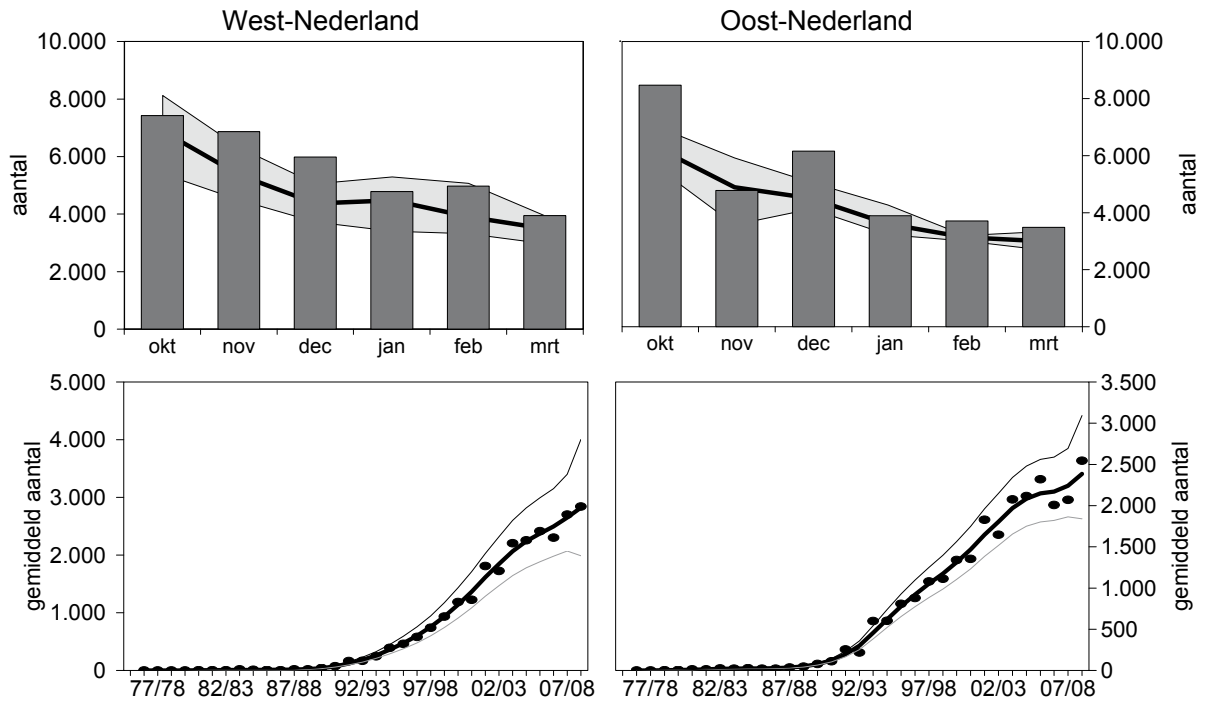 West-Nederland
Oost-Nederland
10.000
8.000
6.000
4.000
2.000
0
aantal
okt nov dec jan feb mrt
10.000
8.000
6.000
4.000
2.000
0
aantal
okt nov dec jan feb mrt
5.000
4.000
3.000
2.000
1.000
0
gemiddeld aantal
77/78 82/83 87/88 92/93 97/98 02/03 07/08
3.500
3.000
2.500
2.000
1.500
1.000
500
0
gemiddeld aantal
77/78 82/83 87/88 92/93 97/98 02/03 07/08